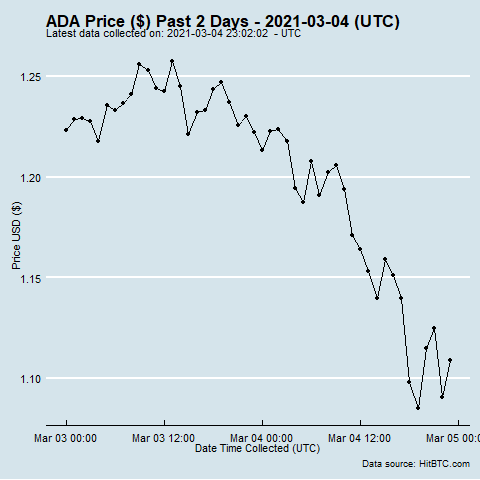 ADA Price ($) Past 2 Days - 2021-03-04 (UTC)
Latest data collected on: 2021-03-04 23:02:02 - UTC
1.25
1.20
1.15
1.10
Price USD ($)
Mar 03 00:00 Mar 03 12:00 Mar 04 00:00 Mar 04 12:00 Mar 05 00:00
Date Time Collected (UTC)
Data source: HitBTC.com